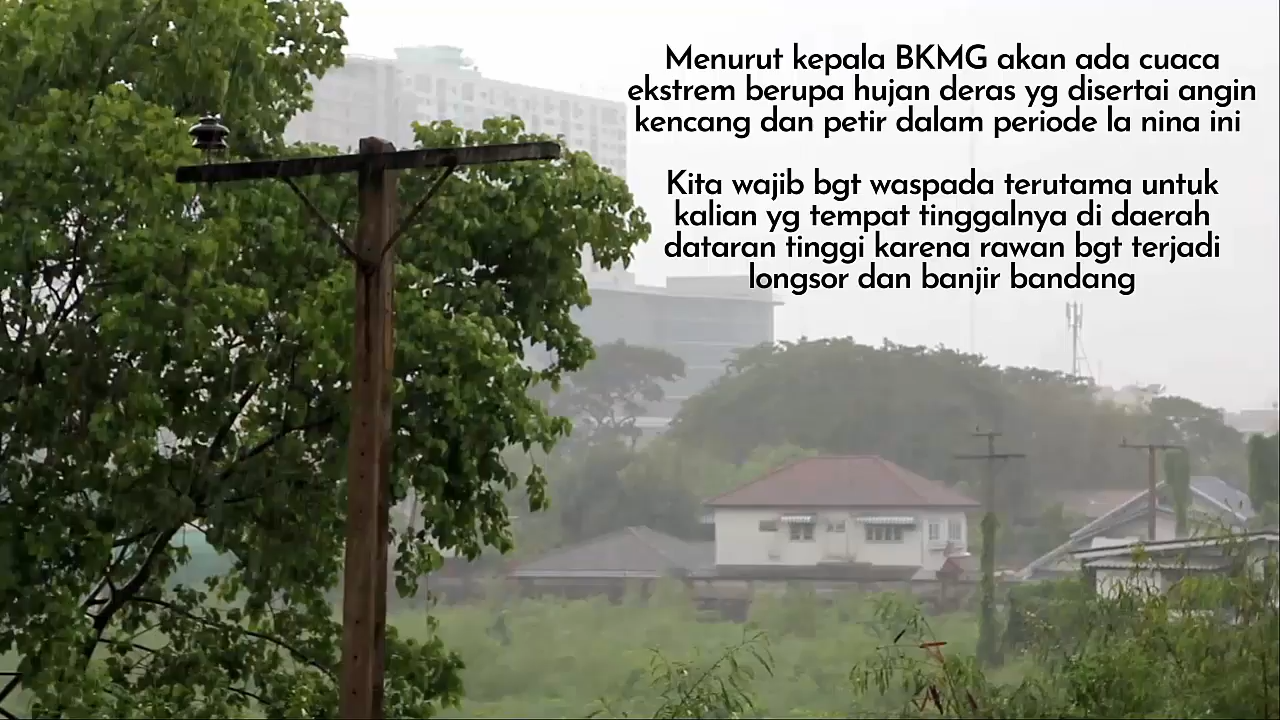 Menurut kepala BKMG akan ada cuaca
ekstrem berupa hujan deras yg disertai angin
kencang dan petir dalam periode la nina ini
Kita wajib bgt waspada terutama untuk
kalian yg tempat tinggalnya di daerah
dataran tinggi karena rawan bgt terjadi
longsor dan banjir bandang